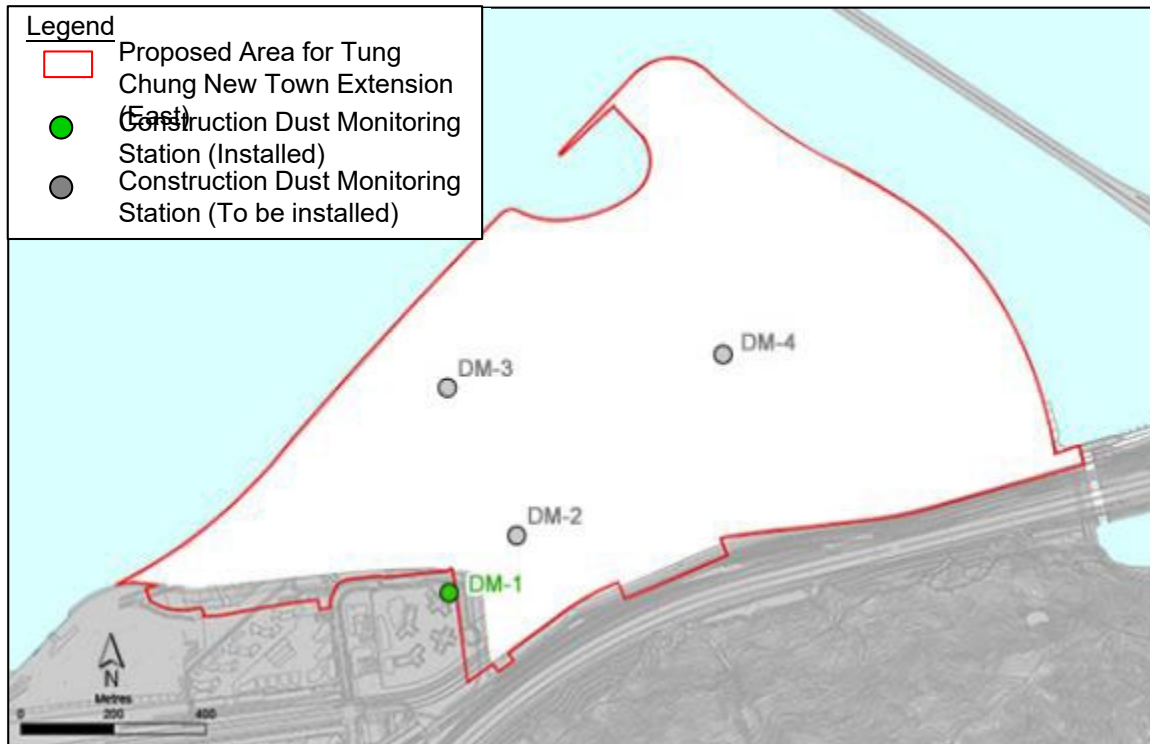 Legend
Proposed Area for Tung
Chung New Town Extension
(East)
Construction Dust Monitoring
Station (Installed)
Construction Dust Monitoring
Station (To be installed)
DM-4
DM-3
DM-2
DM-1
N
Metres
0 200 400